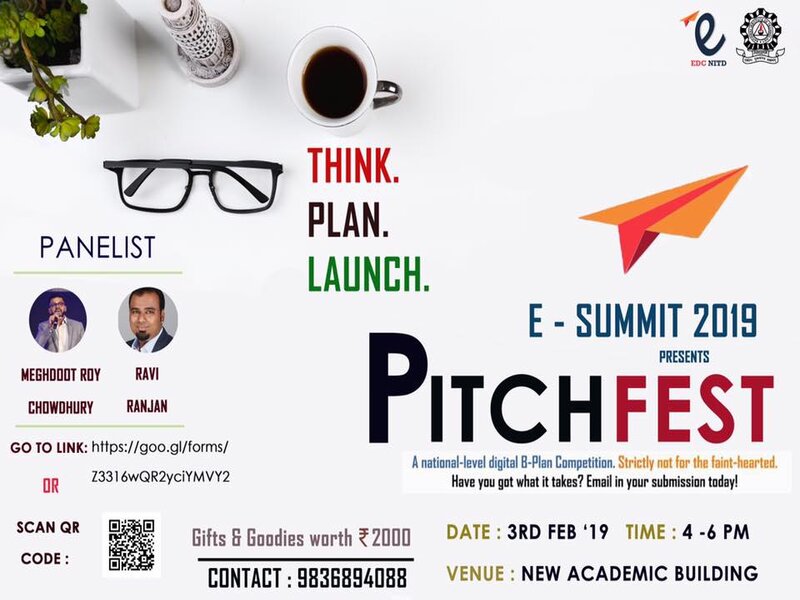 EDC NITD
THINK.
PLAN.
LAUNCH.
PANELIST
MEGHDOOT ROY
CHOWDHURY
RAVI
RANJAN
GO TO LINK: https://goo.gl/forms/
Z3316wQR2yciYMVY2
OR
SCAN QR
CODE :
E - SUMMIT 2019
PRESENTS
PITCHFEST
A national-level digital B-Plan Competition. Strictly not for the faint-hearted.
Have you got what it takes? Email in your submission today!
Gifts & Goodies worth ₹2000
CONTACT : 9836894088
DATE : 3RD FEB ‘19 TIME : 4 -6 PM
VENUE : NEW ACADEMIC BUILDING